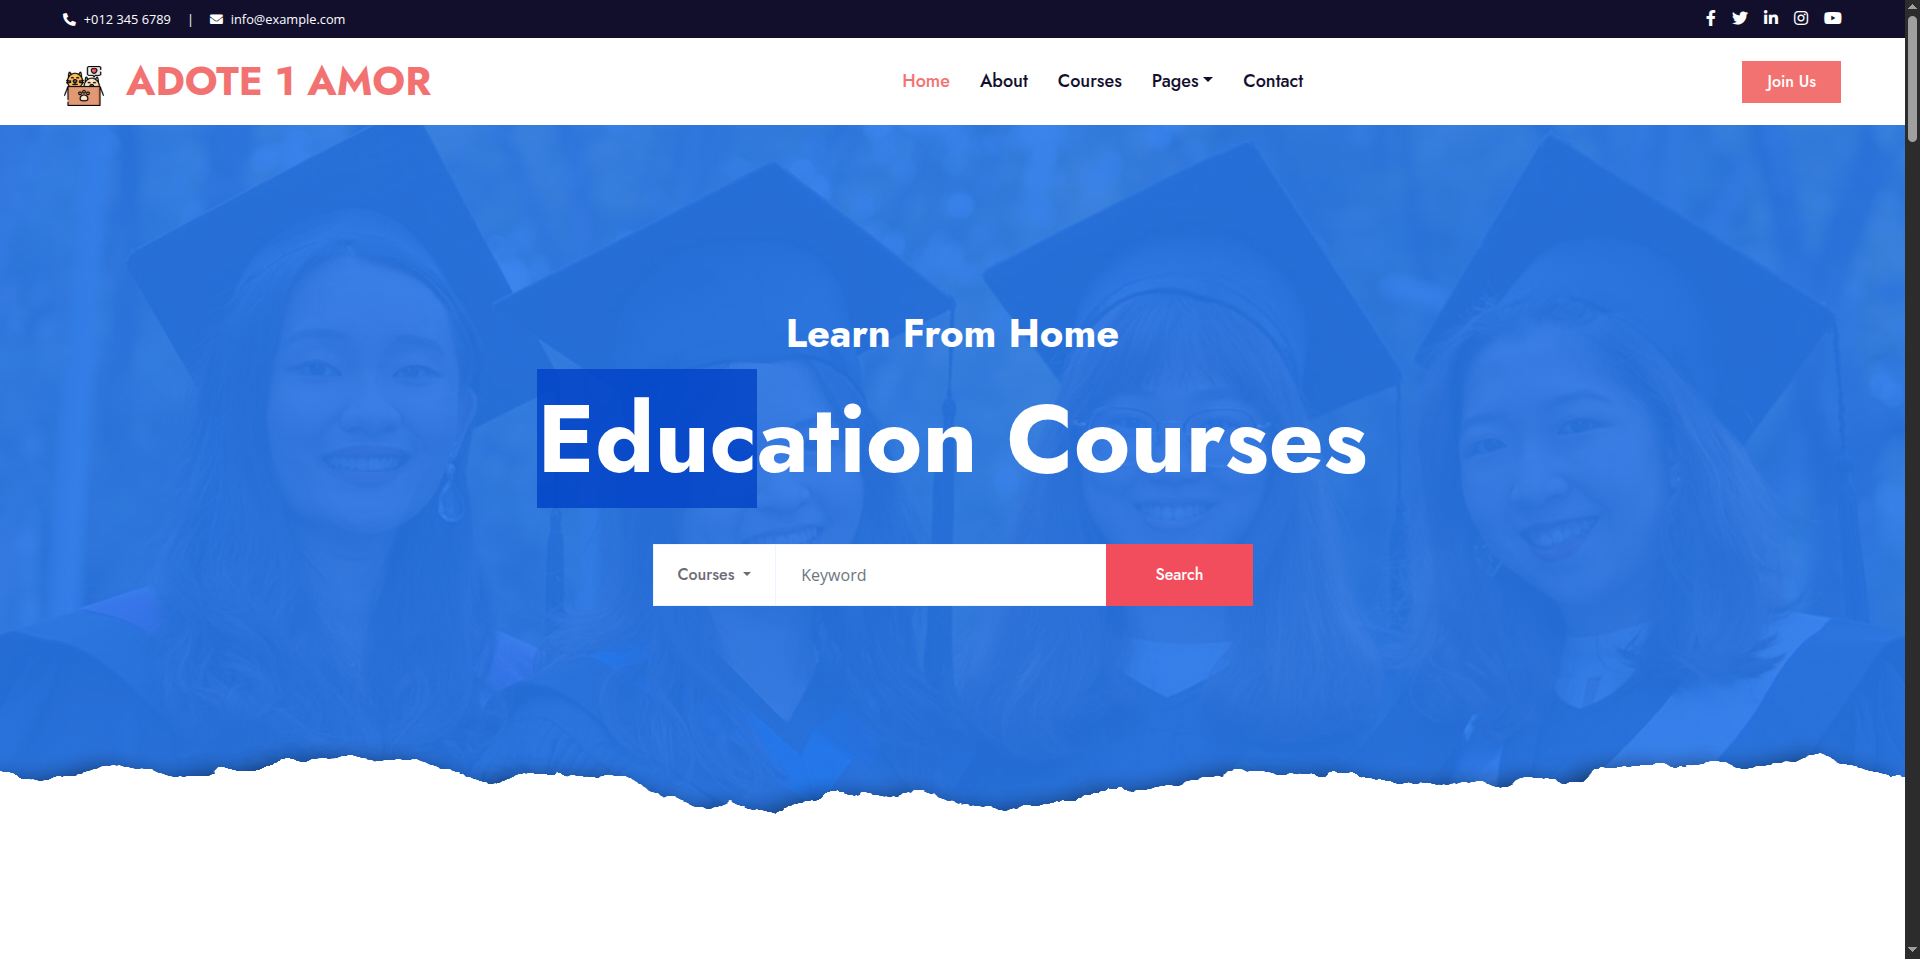 +012 345 6789 | info@example.com
ADOTE 1 AMOR
Home About Courses Pages Contact
Join Us
Learn From Home
Education Courses
Courses Keyword Search